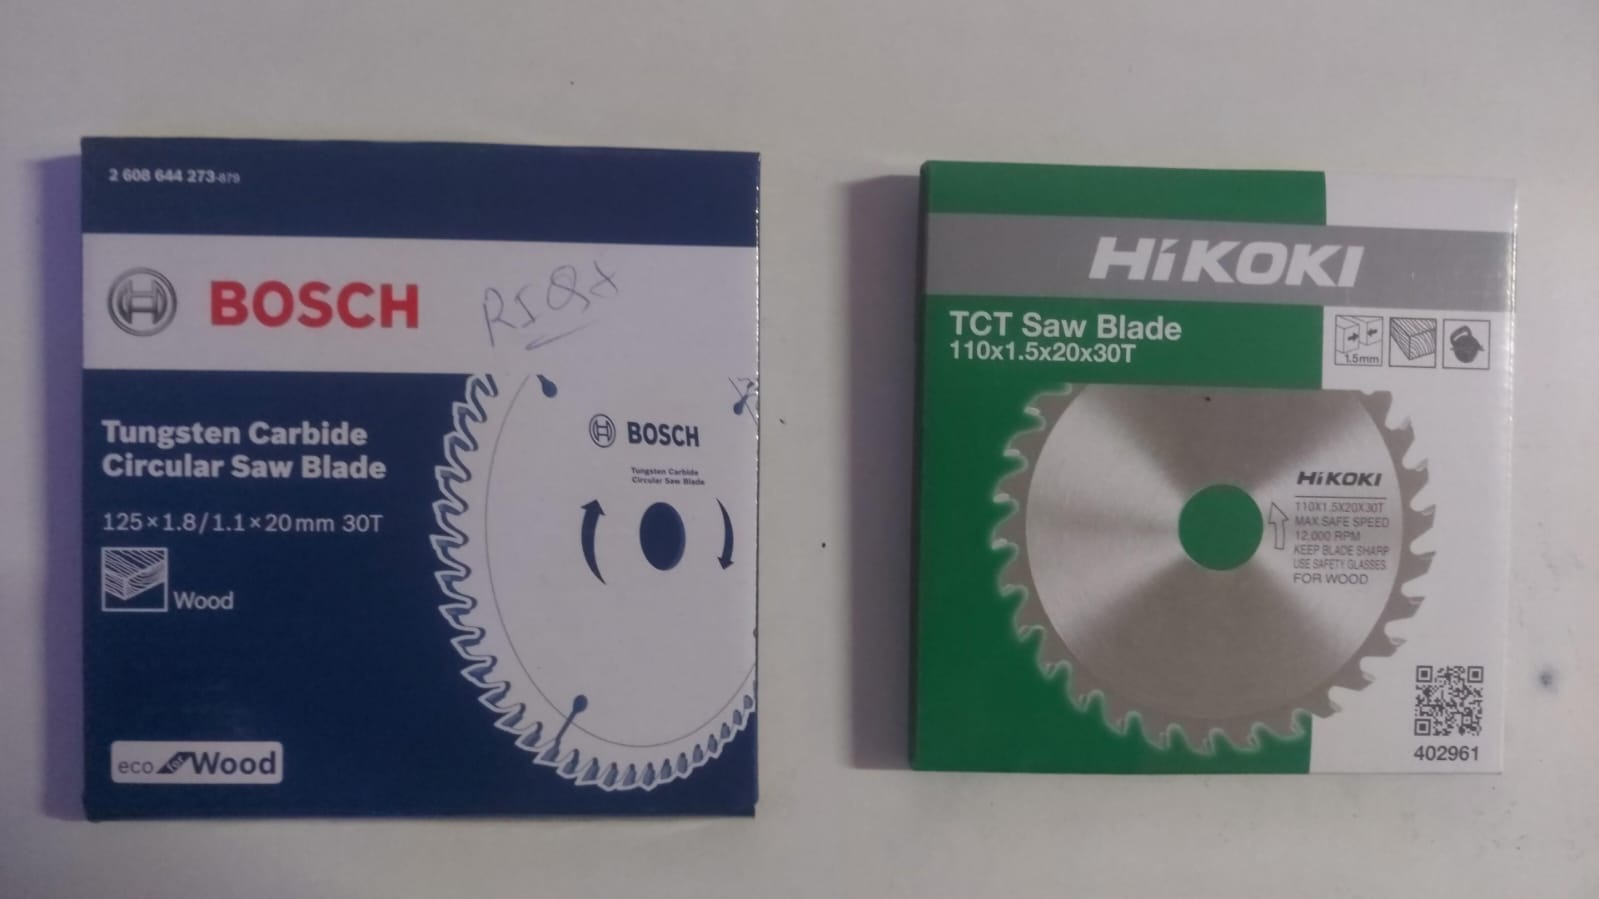 2 608 644 273-879
BOSCH
Tungsten Carbide
Circular Saw Blade
125×1.8/1.1×20mm 30T
Wood
eco for Wood
BOSCH
Tungsten Carbide
Circular Saw Blade
HiKOKI
TCT Saw Blade
110x1.5x20x30T
1.5mm
HiKOKI
110X1.5X20X30T
MAX.SAFE SPEED
12,000 RPM
KEEP BLADE SHARP
USE SAFETY GLASSES
FOR WOOD
402961